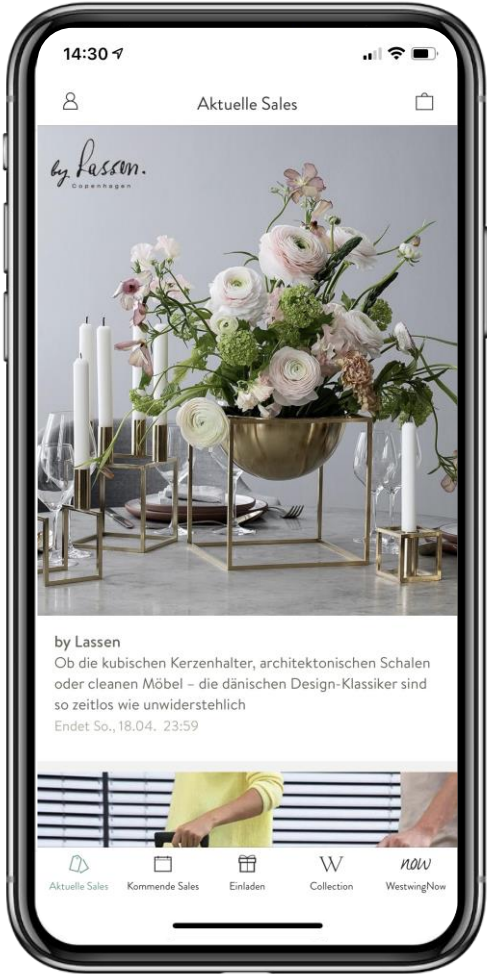 14:30
Aktuelle Sales
by Lassen.
Copenhagen
by Lassen
Ob die kubischen Kerzenhalter, architektonischen Schalen
oder cleanen Möbel – die dänischen Design-Klassiker sind
so zeitlos wie unwiderstehlich
Endet So., 18.04. 23:59
Aktuelle Sales
Kommende Sales
Einladen
W
Collection
now
WestwingNow